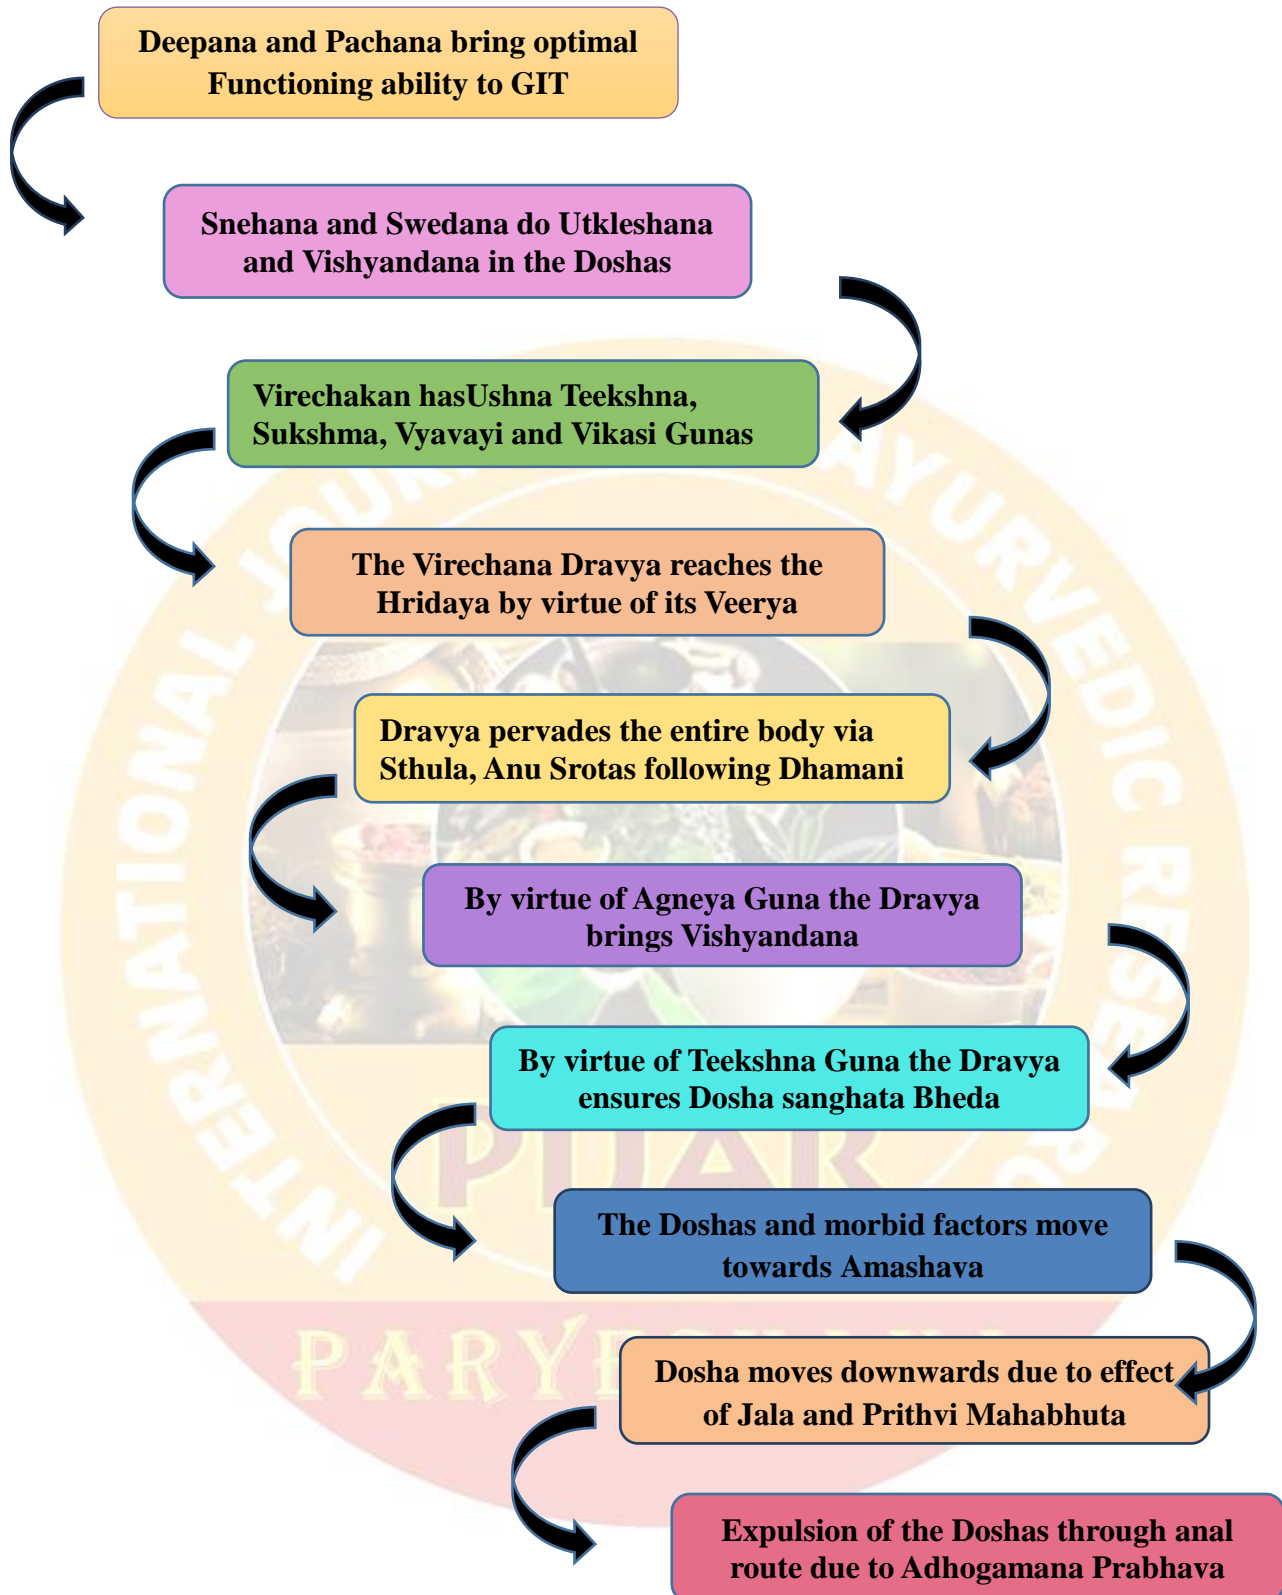 Deepana and Pachana bring optimal
Functioning ability to GIT
Snehana and Swedana do Utkleshana
and Vishyandana in the Doshas
Virechakan hasUshna Teekshna,
Sukshma, Vyavayi and Vikasi Gunas
The Virechana Dravya reaches the
Hridaya by virtue of its Veerya
Dravya pervades the entire body via
Sthula, Anu Srotas following Dhamani
By virtue of Agneya Guna the Dravya
brings Vishyandana
By virtue of Teekshna Guna the Dravya
ensures Dosha sanghata Bheda
The Doshas and morbid factors move
towards Amashava
Dosha moves downwards due to effect
of Jala and Prithvi Mahabhuta
Expulsion of the Doshas through anal
route due to Adhogamana Prabhava
INTERNATIONAL AYURVEDIC